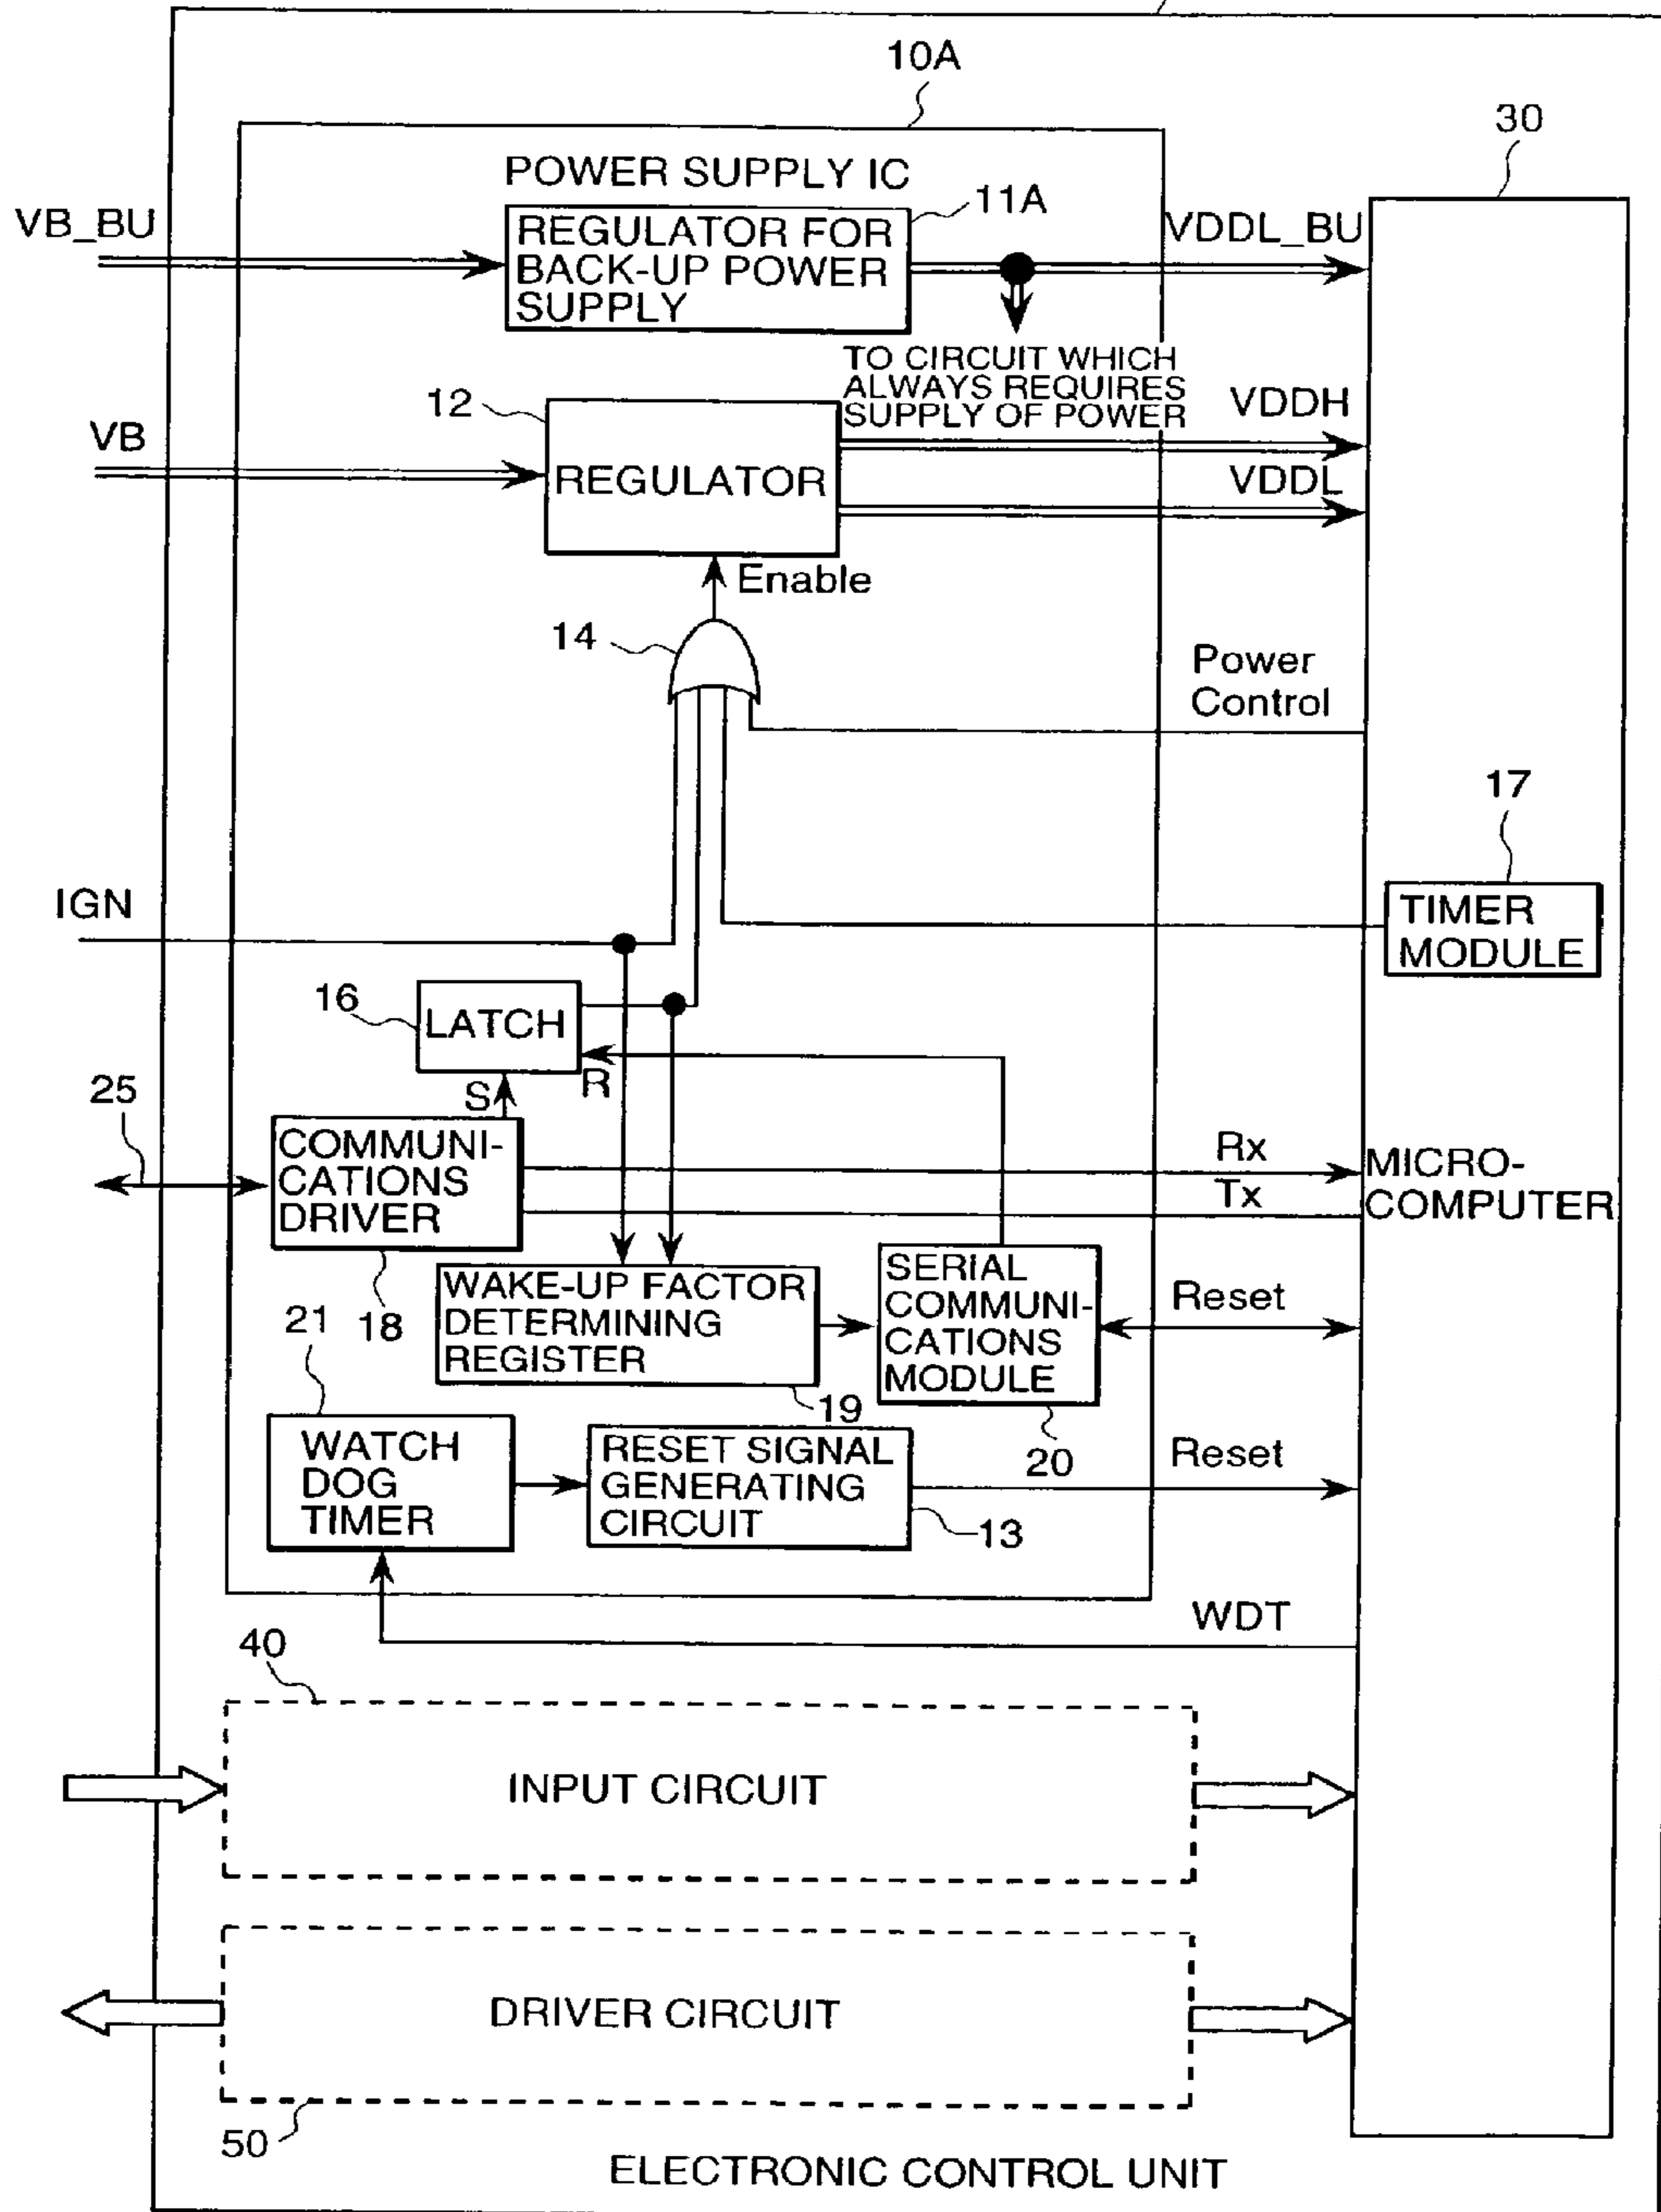 10A
30
POWER SUPPLY IC
11A
VB_BU
REGULATOR FOR
BACK-UP POWER
SUPPLY
VDDL_BU
TO CIRCUIT WHICH
ALWAYS REQUIRES
SUPPLY OF POWER
12
VB
REGULATOR
VDDH
VDDL
Enable
14
Power
Control
17
IGN
TIMER
MODULE
16
LATCH
S
R
25
COMMUNI-
CATIONS
DRIVER
Rx
Tx
MICRO-
COMPUTER
18
WAKE-UP FACTOR
DETERMINING
REGISTER
SERIAL
COMMUNI-
CATIONS
MODULE
Reset
21
19
20
WATCH
DOG
TIMER
RESET SIGNAL
GENERATING
CIRCUIT
Reset
13
WDT
40
INPUT CIRCUIT
DRIVER CIRCUIT
50
ELECTRONIC CONTROL UNIT